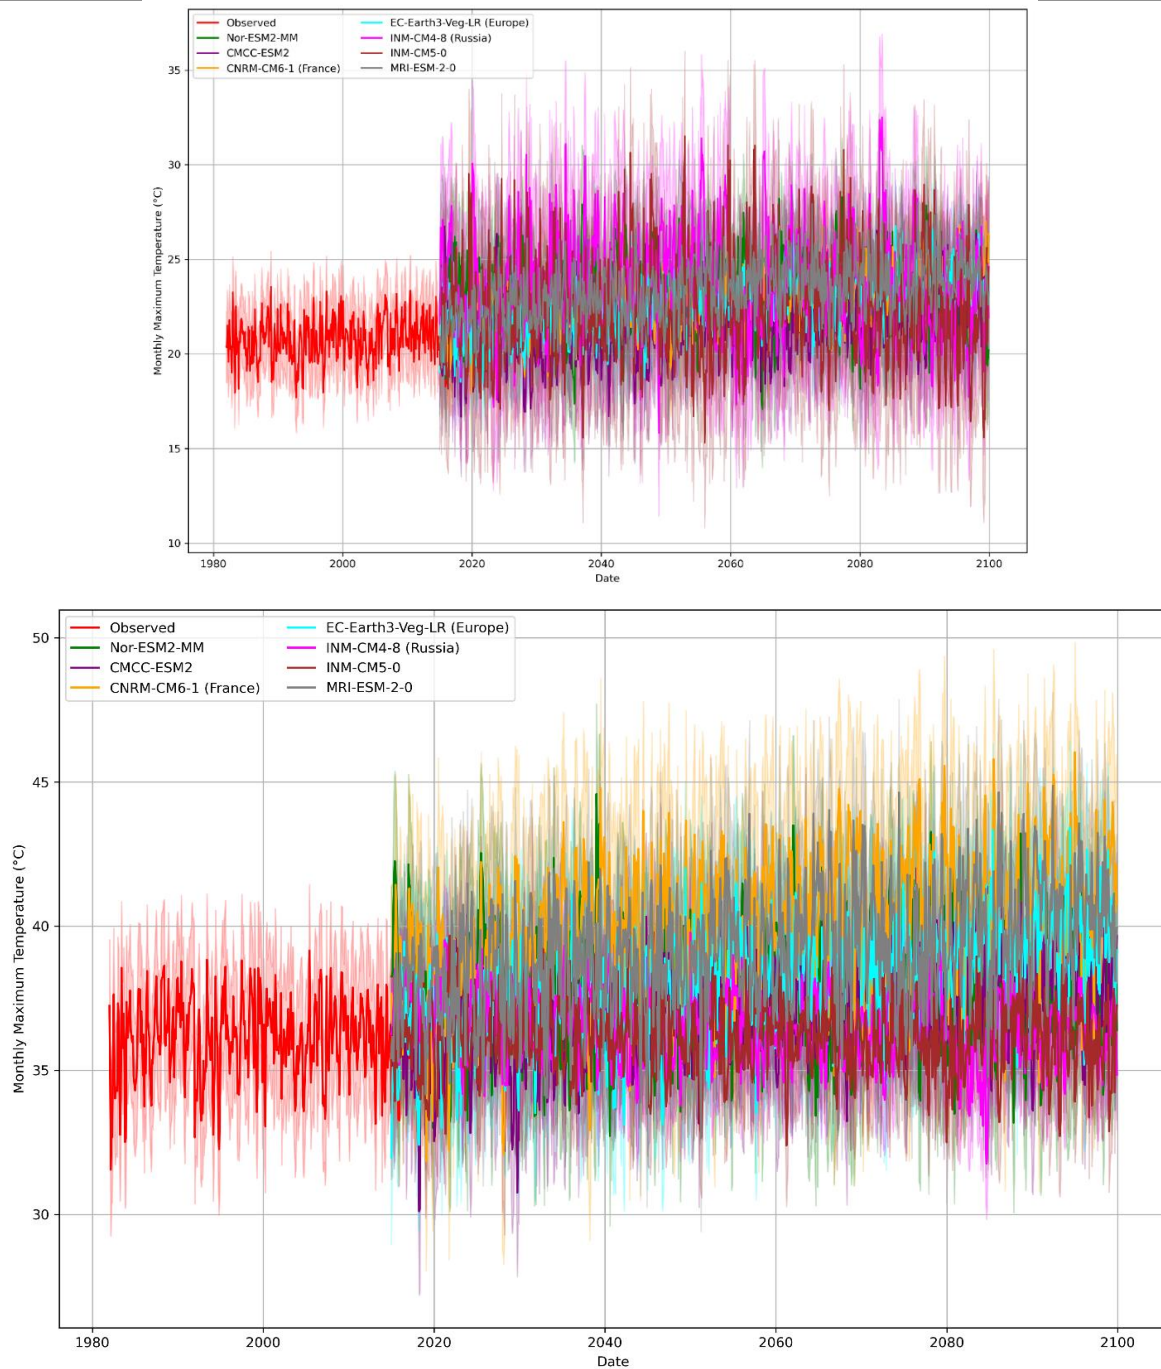 Observed
Nor-ESM2-MM
CMCC-ESM2
CNRM-CM6-1 (France)
EC-Earth3-Veg-LR (Europe)
INM-CM4-8 (Russia)
INM-CM5-0
MRI-ESM-2-0
Monthly Maximum Temperature (°C)
35
30
25
20
15
10
1980
2000
2020
2040
2060
2080
2100
Date
Observed
Nor-ESM2-MM
CMCC-ESM2
CNRM-CM6-1 (France)
EC-Earth3-Veg-LR (Europe)
INM-CM4-8 (Russia)
INM-CM5-0
MRI-ESM-2-0
Monthly Maximum Temperature (°C)
50
45
40
35
30
1980
2000
2020
2040
2060
2080
2100
Date